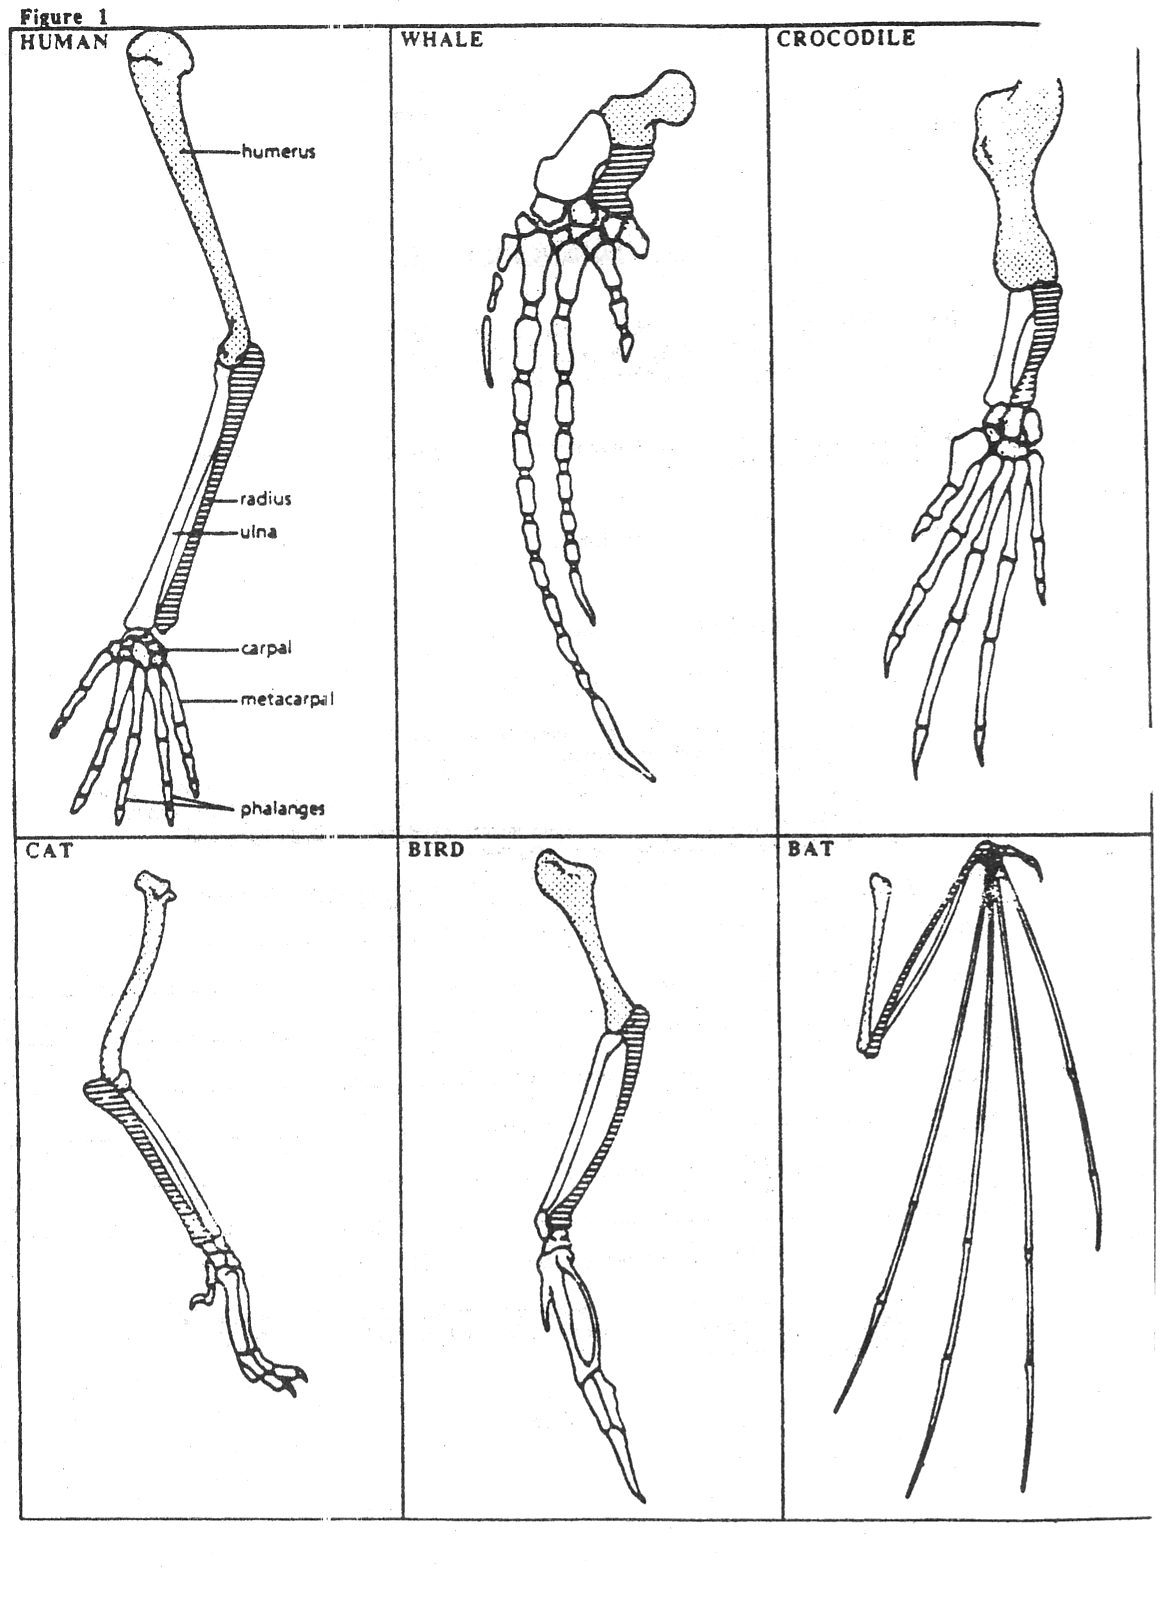 Figure 1
HUMAN
WHALE
CROCODILE
humerus
radius
ulna
carpal
metacarpal
phalanges
CAT
BIRD
BAT